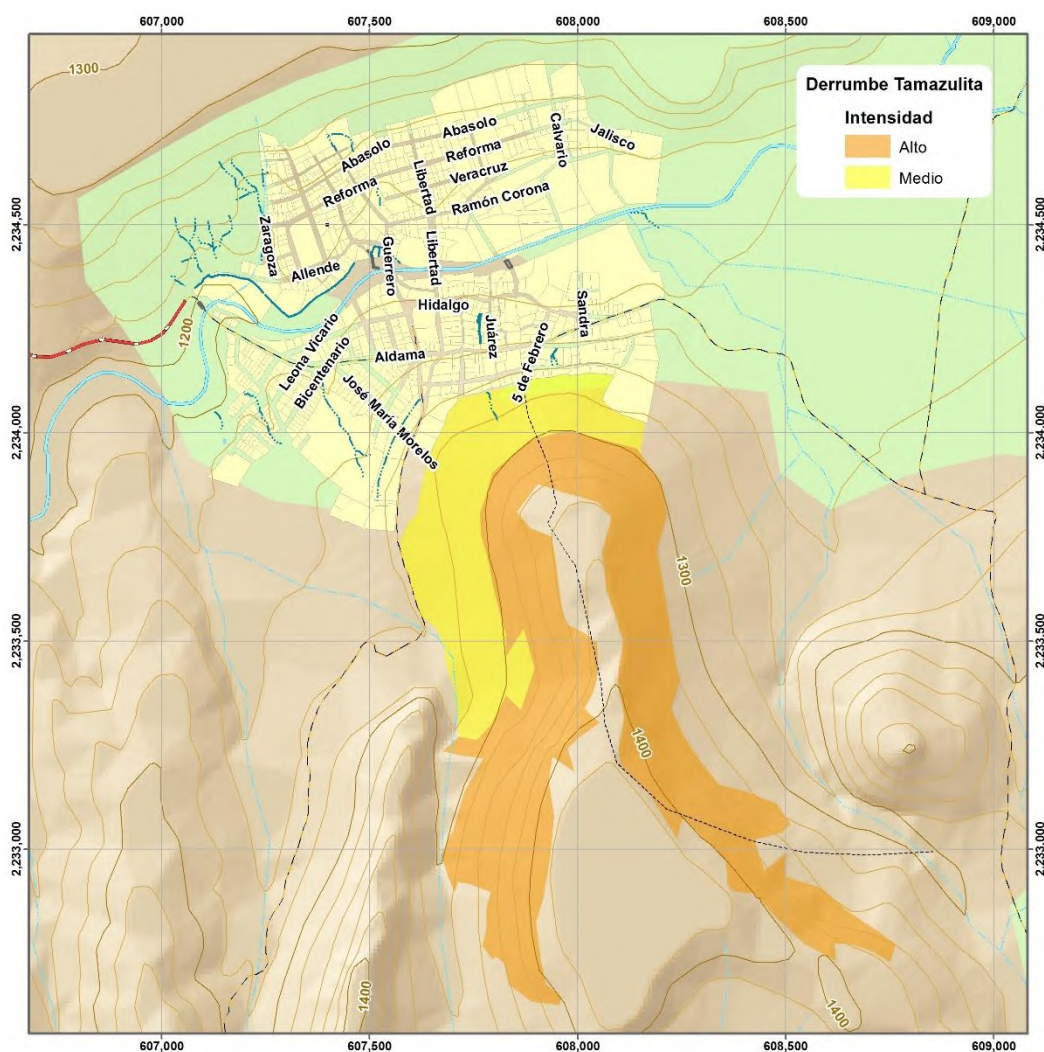 607,000
607,500
608,000
608,500
609,000
1300
Derrumbe Tamazulita
Intensidad
Alto
Medio
Abasolo
Calvario
Jalisco
Abasolo
Reforma
Libertad
Veracruz
Reforma
Ramón Corona
2,234,500
2,234,500
Zaragoza
Guerrero
Libertad
Allende
Hidalgo
Sandra
1200
Juárez
Leona Vicario
Bicentenario
Aldama
5 de Febrero
José María Morelos
2,234,000
2,234,000
1300
2,233,500
2,233,500
1400
2,233,000
2,233,000
1400
1400
607,000
607,500
608,000
608,500
609,000